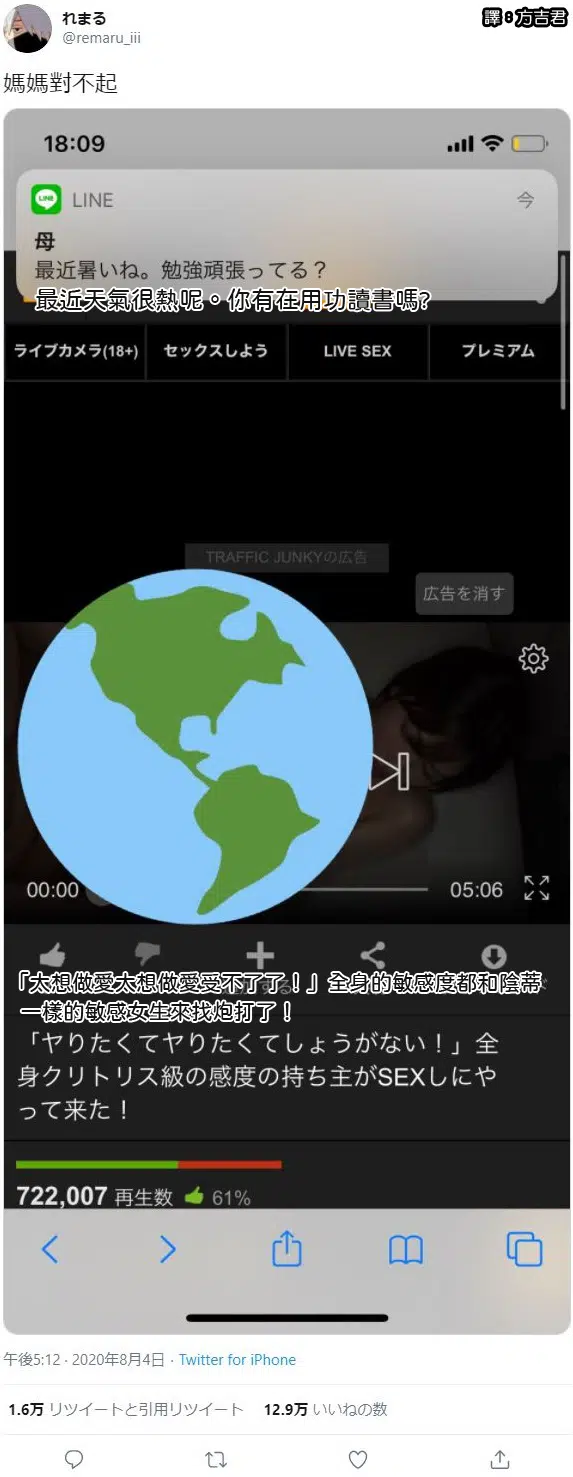 れまる
@remaru_iii
譯:方吉君
媽媽對不起
18:09
LINE
LINE
今
母
最近暑いね。勉強頑張ってる？
最近天氣很熱呢。你有在用功讀書嗎?
ライブカメラ(18+)
セックスしよう
LIVE SEX
プレミアム
TRAFFIC JUNKYの広告
広告を消す
00:00
05:06
「太想做愛太想做愛受不了了！」全身的敏感度都和陰蒂
一樣的敏感女生來找炮打了！
「ヤりたくてヤりたくてしょうがない！」全
身クリトリス級の感度の持ち主がSEXしにや
って来た！
722,007 再生数 61%
午後5:12 · 2020年8月4日 · Twitter for iPhone
1.6万 リツイートと引用リツイート 12.9万 いいねの数